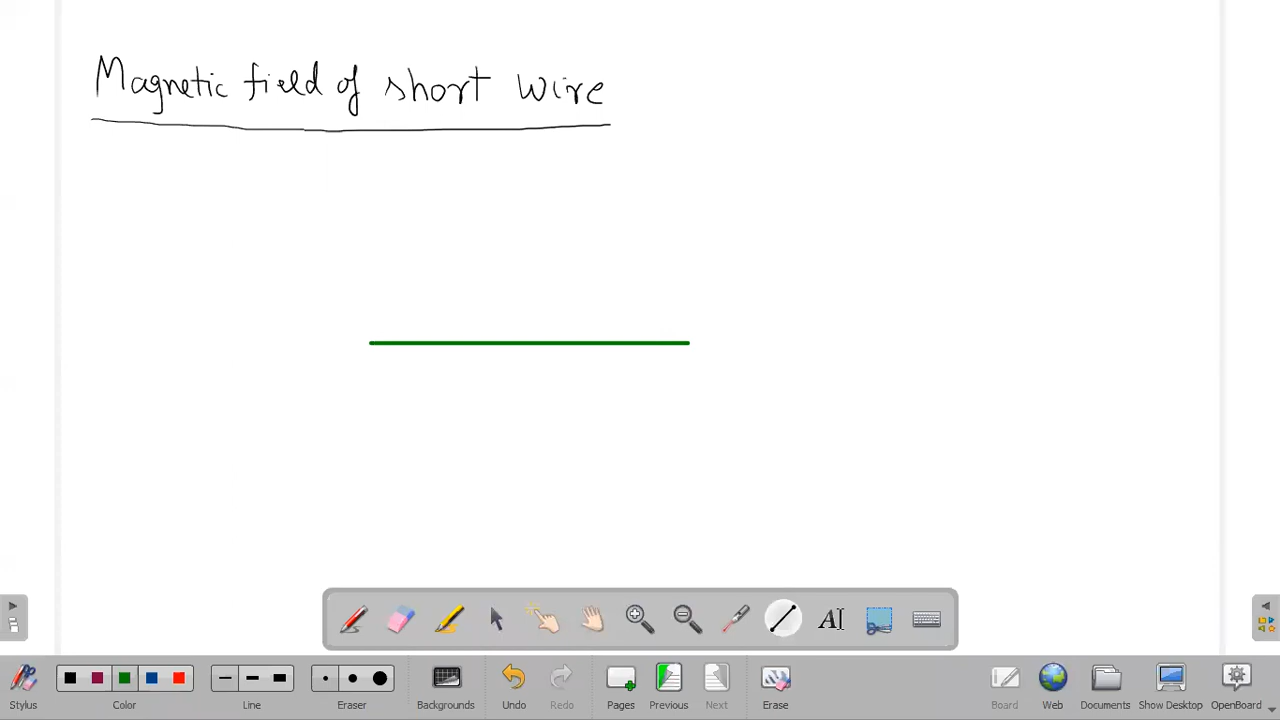 Magnetic field of short wire
Stylus Color Line Eraser Backgrounds Undo Redo Pages Previous Next Erase Board Web Documents Show Desktop OpenBoard